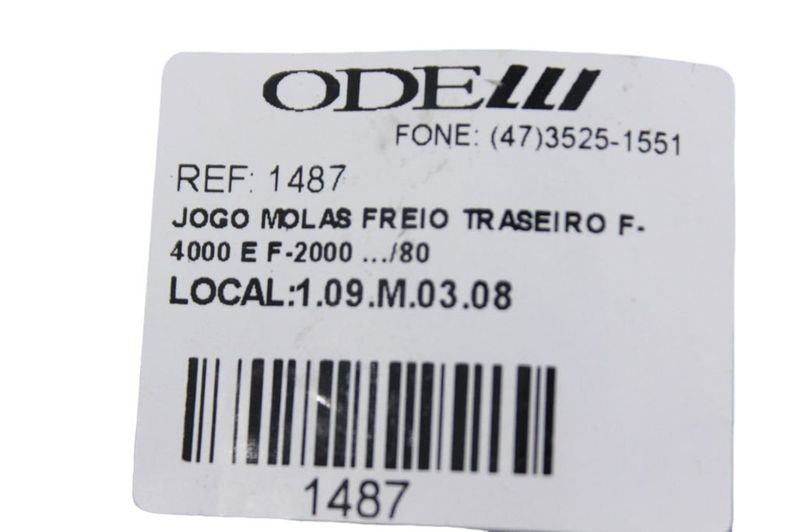 ODELLI
FONE: (47)3525-1551
REF: 1487
JOGO MOLAS FREIO TRASEIRO F-
4000 E F-2000 .../80
LOCAL:1.09.M.03.08
1487